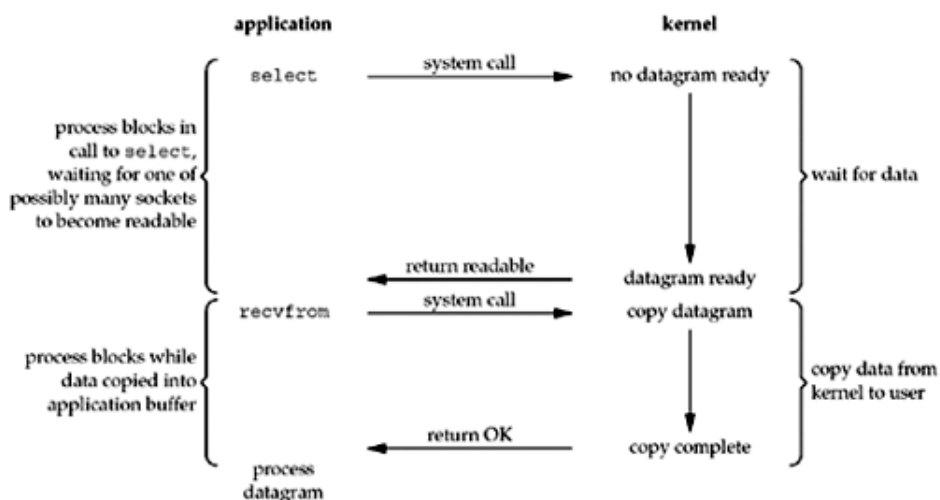 application kernel
select system call no datagram ready
process blocks in
call to select,
waiting for one of
possibly many sockets
to become readable
wait for data
return readable datagram ready
recvfrom system call copy datagram
process blocks while
data copied into
application buffer
copy data from
kernel to user
return OK copy complete
process
datagram